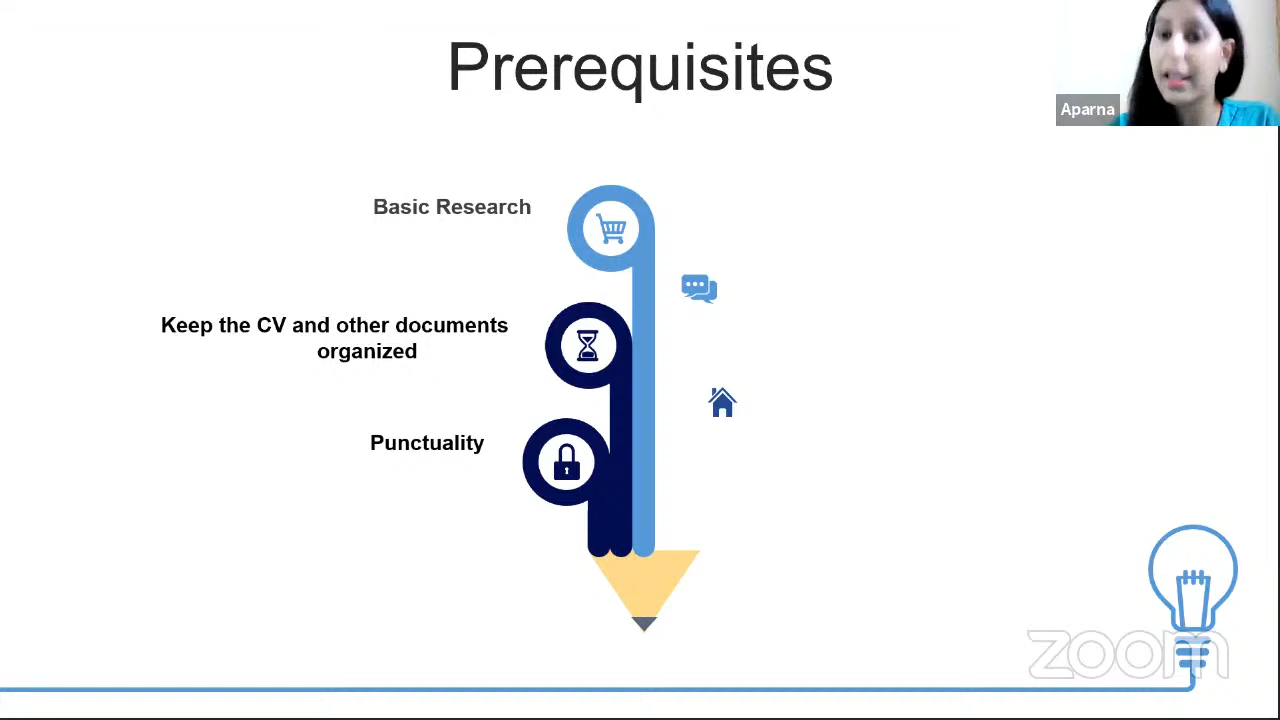 Prerequisites
Aparna
Basic Research
Keep the CV and other documents
organized
Punctuality
zoom